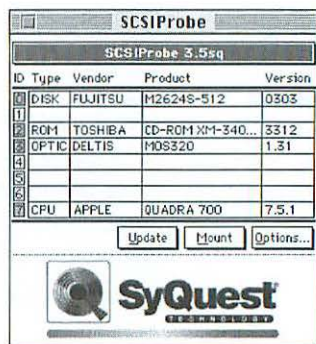 SCSIProbe
SCSIProbe 3.5sq
ID Type Vendor Product Version
0 DISK FUJITSU M2624S-512 0303
1
2 ROM TOSHIBA CD-ROM XM-340... 3312
3 OPTIC DELTIS MOS320 1.31
4
5
6
7 CPU APPLE QUADRA 700 7.5.1
Update Mount Options...
SyQuest
TECHNOLOGY